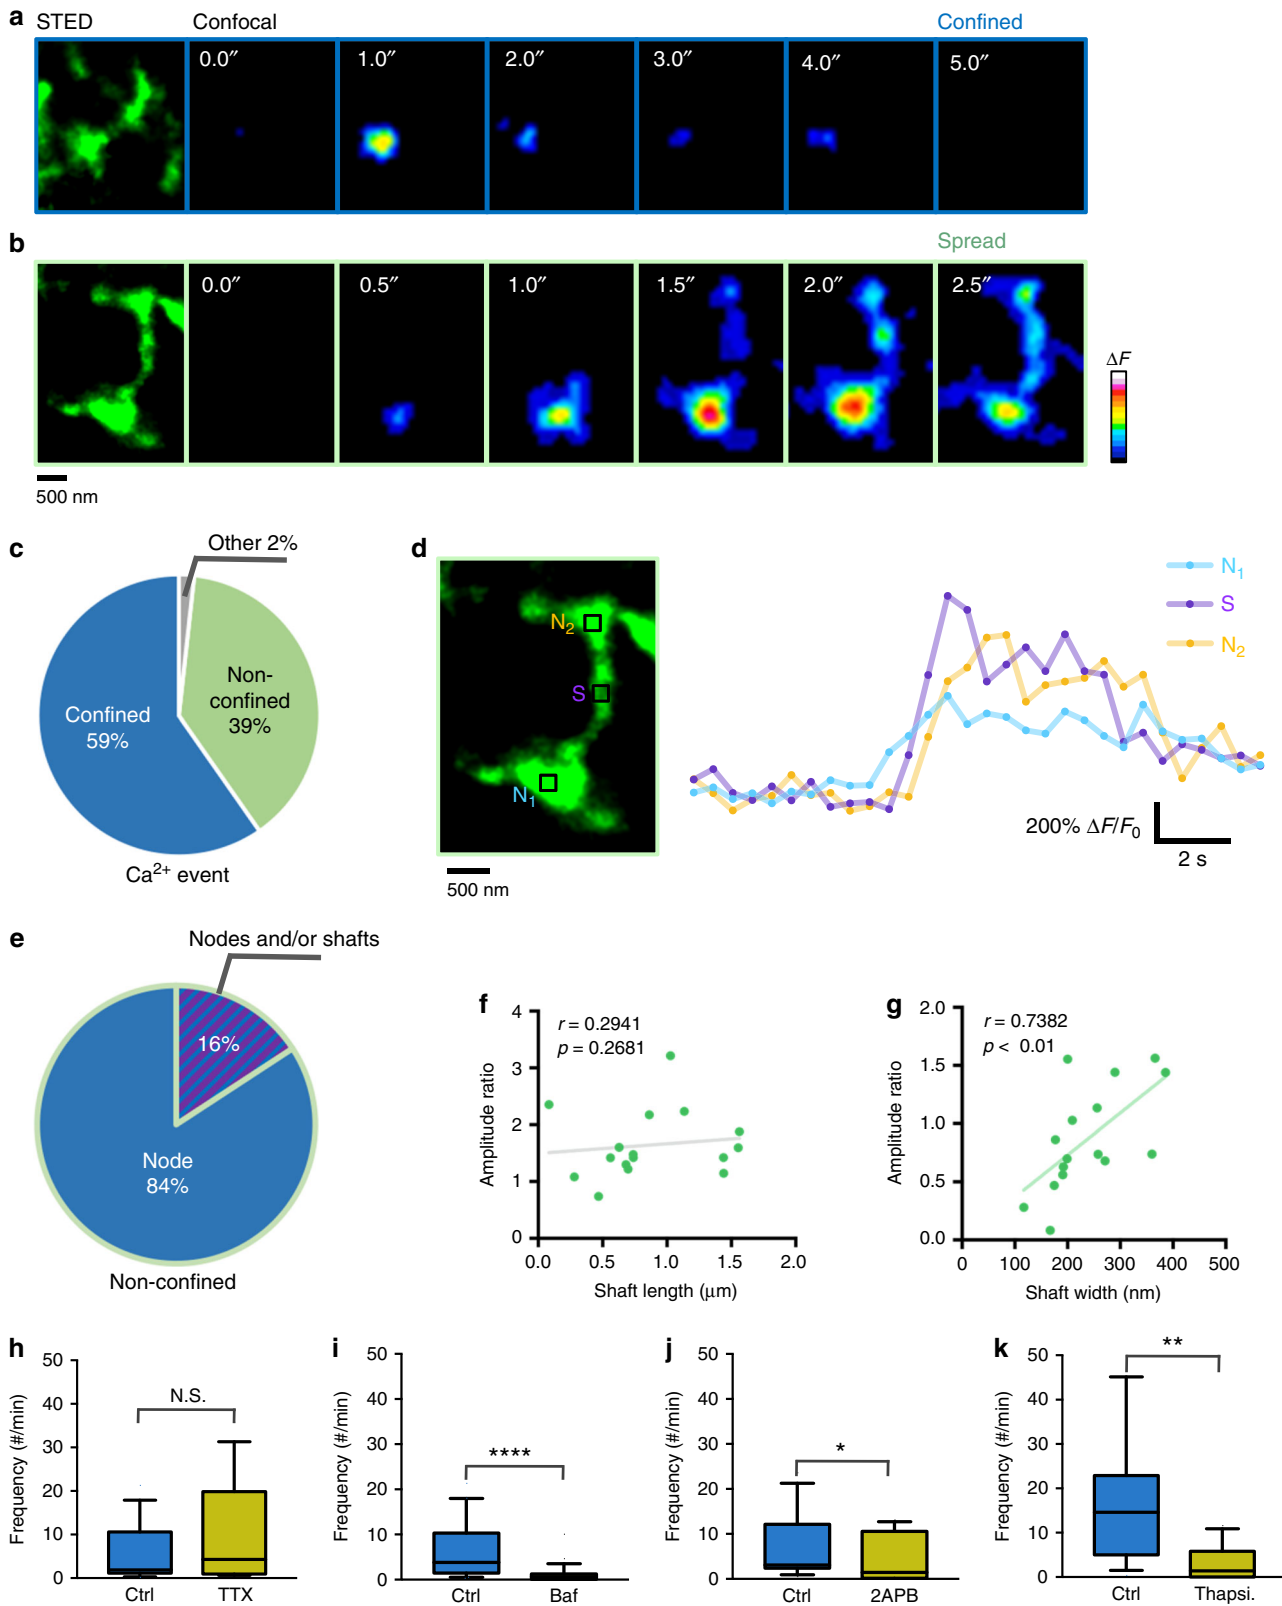 a
STED
Confocal
Confined
0.0″
1.0″
2.0″
3.0″
4.0″
5.0″
b
Spread
0.0″
0.5″
1.0″
1.5″
2.0″
2.5″
ΔF
500 nm
c
Other 2%
Non-
confined
39%
Confined
59%
Ca2+ event
d
N2
S
N1
500 nm
N1
S
N2
200% ΔF/F0
2 s
e
Nodes and/or shafts
16%
Node
84%
Non-confined
f
r = 0.2941
p = 0.2681
Amplitude ratio
4
3
2
1
0
0.0
0.5
1.0
1.5
2.0
Shaft length (μm)
g
r = 0.7382
p < 0.01
Amplitude ratio
2.0
1.5
1.0
0.5
0.0
0
100
200
300
400
500
Shaft width (nm)
h
Frequency (#/min)
50
40
30
20
10
0
N.S.
Ctrl
TTX
i
Frequency (#/min)
50
40
30
20
10
0
****
Ctrl
Baf
j
Frequency (#/min)
50
40
30
20
10
0
*
Ctrl
2APB
k
Frequency (#/min)
50
40
30
20
10
0
**
Ctrl
Thapsi.